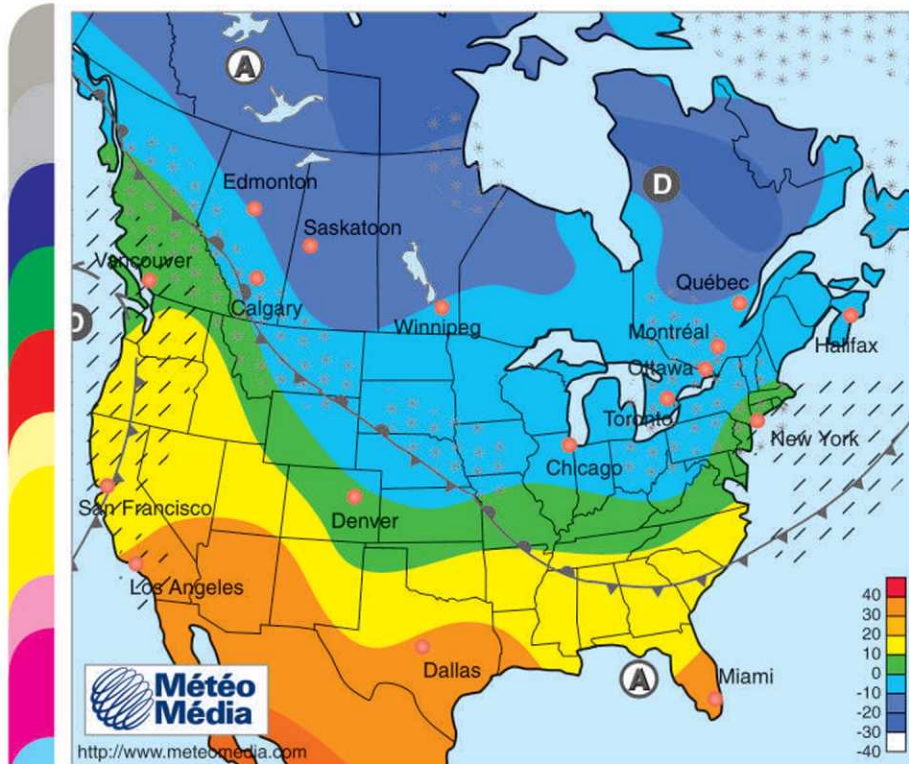 A
Edmonton
D
Saskatoon
Vancouver
Calgary
Québec
Winnipeg
Montréal
Halifax
D
Ottawa
Toronto
New York
Chicago
San Francisco
Denver
Los Angeles
Dallas
A
Miami
Météo
Média
http://www.meteomedia.com
40
30
20
10
0
-10
-20
-30
-40